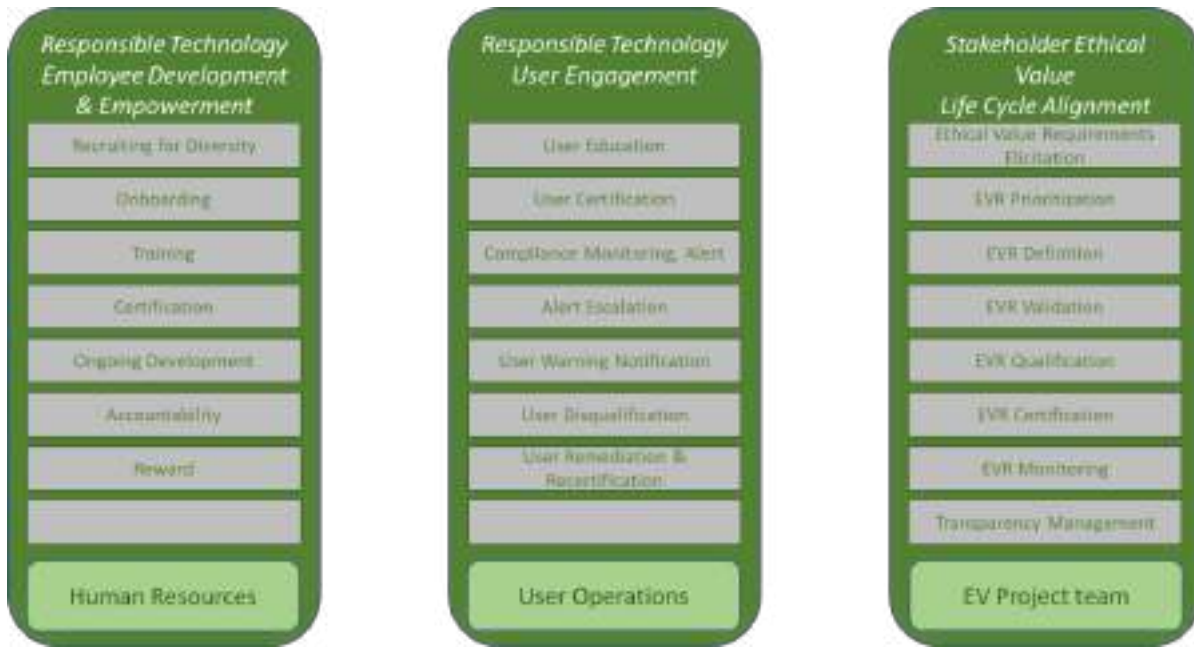 Responsible Technology
Employee Development
& Empowerment
Recruiting for Diversity
Onboarding
Training
Certification
Ongoing Development
Accountability
Reward
Human Resources
Responsible Technology
User Engagement
User Education
User Certification
Compliance Monitoring, Alert
Alert Escalation
User Warning Notification
User Disqualification
User Remediation &
Recertification
User Operations
Stakeholder Ethical
Value
Life Cycle Alignment
Ethical Value Requirements
Elicitation
EVR Prioritization
EVR Definition
EVR Validation
EVR Qualification
EVR Certification
EVR Monitoring
Transparency Management
EV Project team